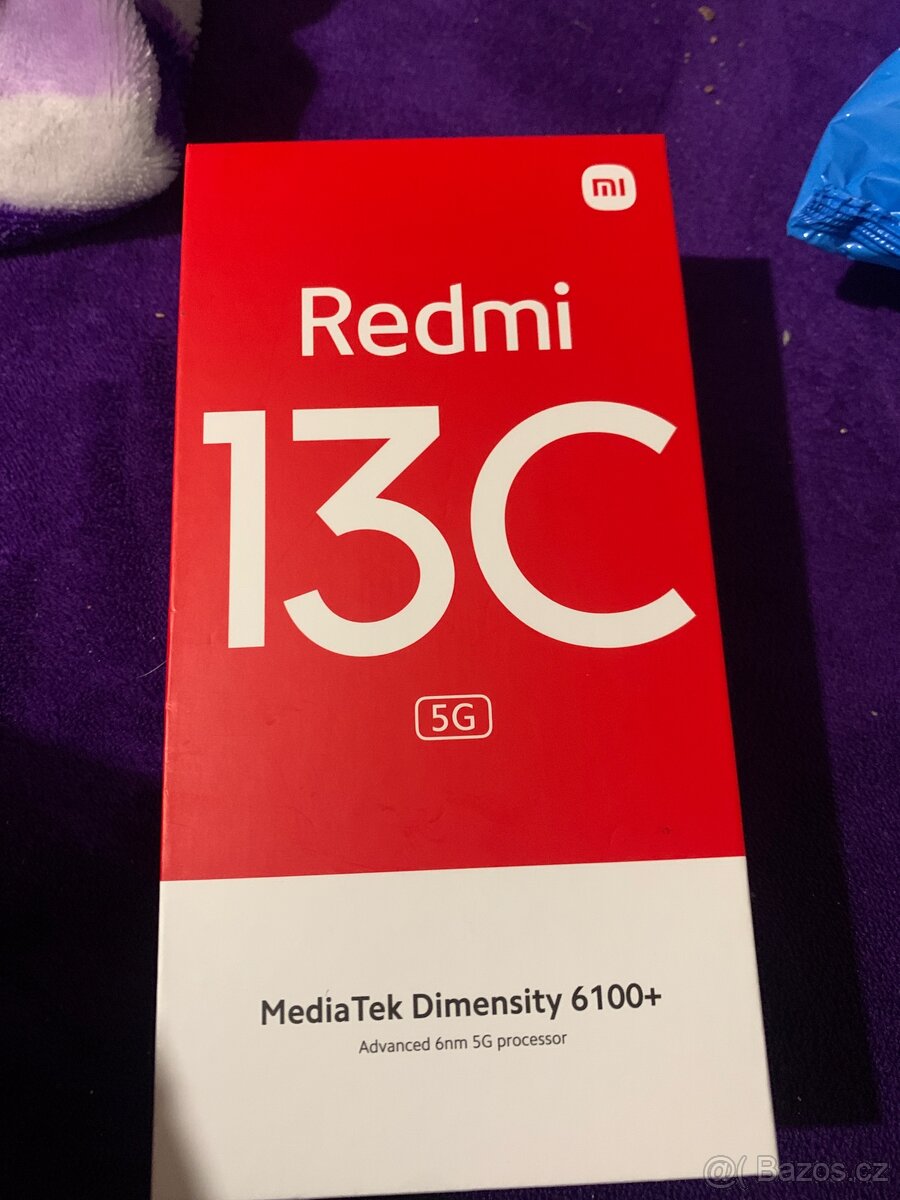 mi
Redmi
13C
5G
MediaTek Dimensity 6100+
Advanced 6nm 5G processor
@( Bazos.cz